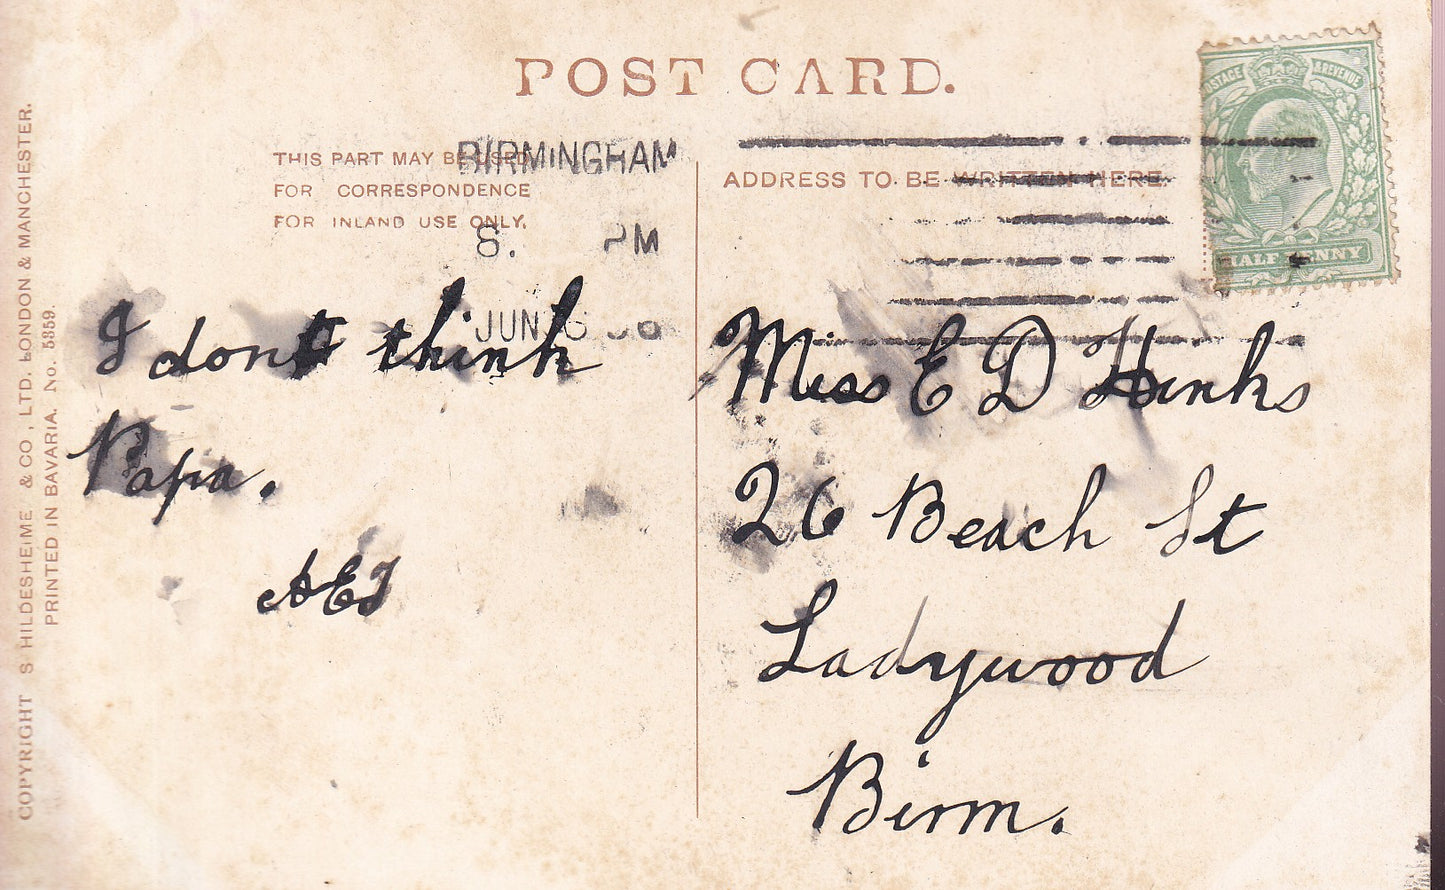 POST CARD.
THIS PART MAY BE USED
FOR CORRESPONDENCE
FOR INLAND USE ONLY.
BIRMINGHAM
8. PM
JUN
ADDRESS TO BE WRITTEN HERE.
POSTAGE & REVENUE
HALF PENNY
I dont think
Papa.
Miss E D Hinks
26 Beach St
Ladywood
Birm.
COPYRIGHT S HILDESHEIME & CO, LTD. LONDON & MANCHESTER.
PRINTED IN BAVARIA. No. 5359.